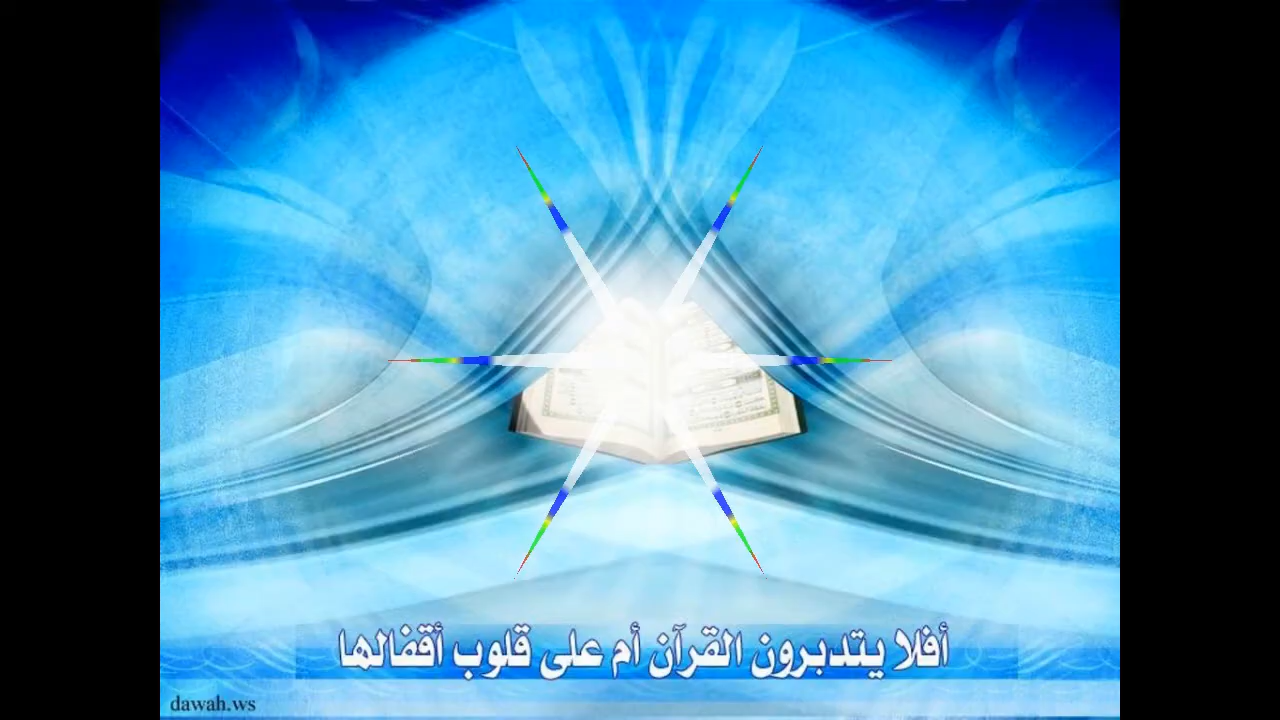 أفلا يتدبرون القرآن أم على قلوب أقفالها
dawah.ws